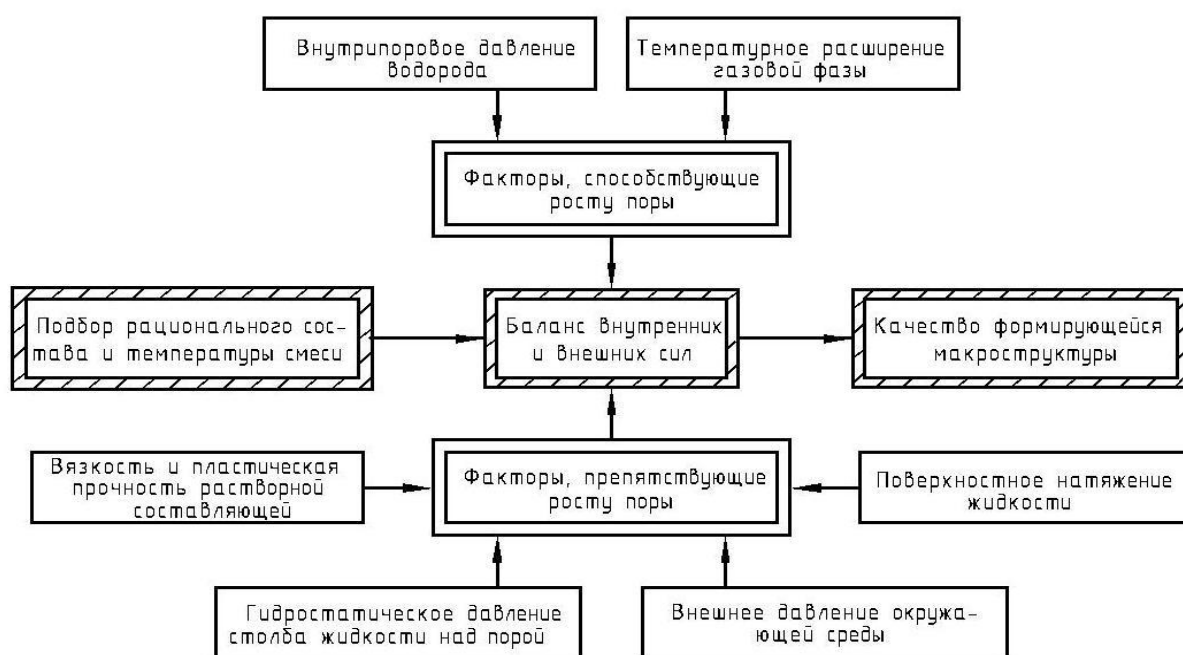 Внутрипоровое давление
водорода
Температурное расширение
газовой фазы
Факторы, способствующие
росту поры
Подбор рационального сос-
тава и температуры смеси
Баланс внутренних
и внешних сил
Качество формирующейся
макроструктуры
Вязкость и пластическая
прочность растворной
составляющей
Факторы, препятствующие
росту поры
Поверхностное натяжение
жидкости
Гидростатическое давление
столба жидкости над порой
Внешнее давление окружа-
ющей среды